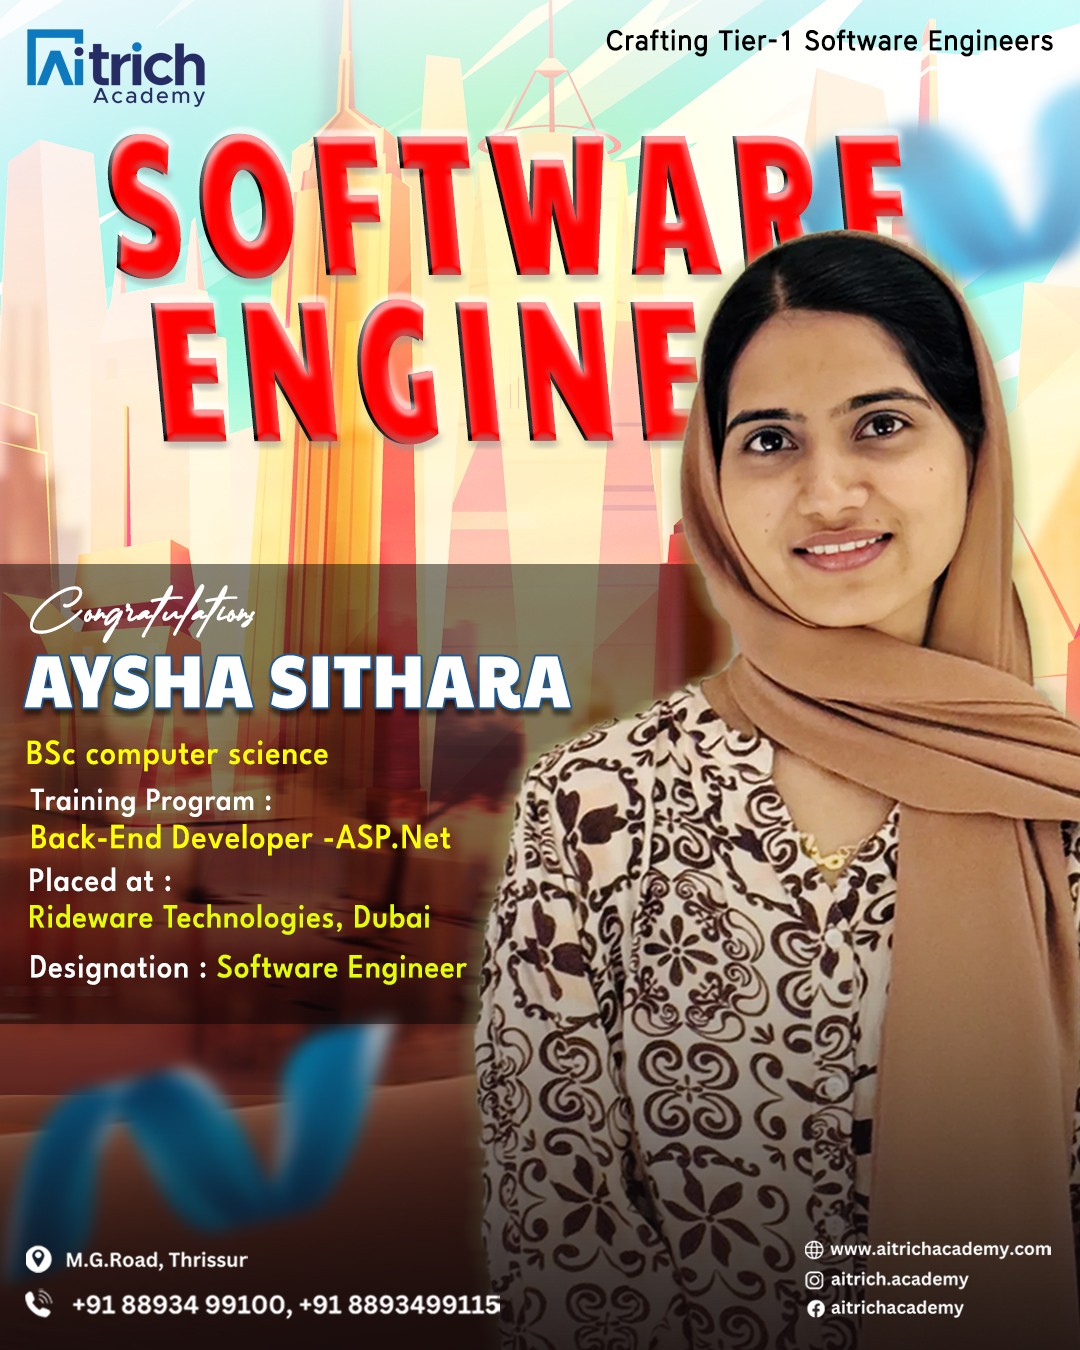 Aitrich
Academy
Crafting Tier-1 Software Engineers
SOFTWARE
ENGINE
Congratulations
AYSHA SITHARA
BSc computer science
Training Program :
Back-End Developer -ASP.Net
Placed at :
Rideware Technologies, Dubai
Designation : Software Engineer
M.G.Road, Thrissur
+91 88934 99100, +91 8893499115
www.aitrichacademy.com
aitrich.academy
aitrichacademy